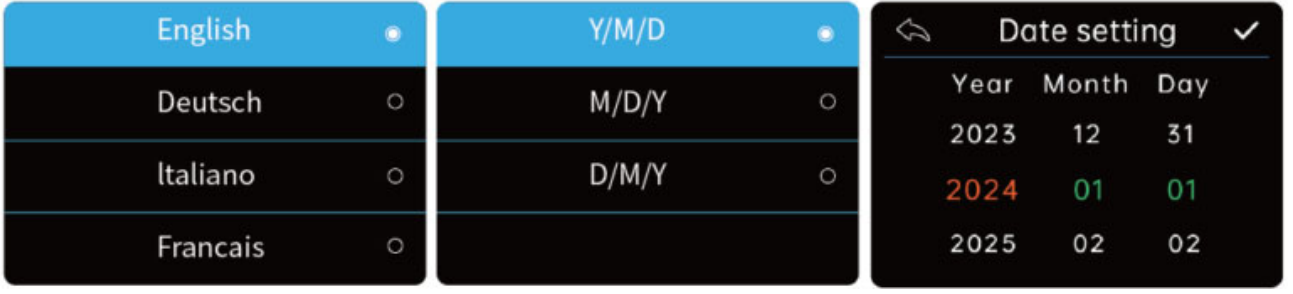 English
Deutsch
Italiano
Francais
Y/M/D
M/D/Y
D/M/Y
Date setting
Year Month Day
2023 12 31
2024 01 01
2025 02 02